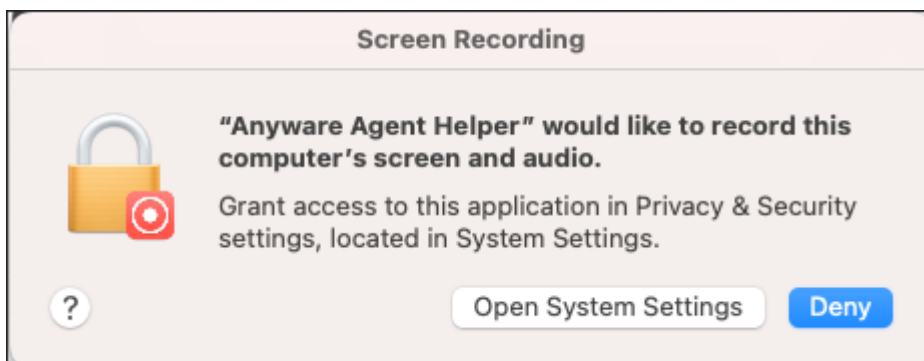 Screen Recording
“Anyware Agent Helper” would like to record this
computer’s screen and audio.
Grant access to this application in Privacy & Security
settings, located in System Settings.
?
Open System Settings
Deny